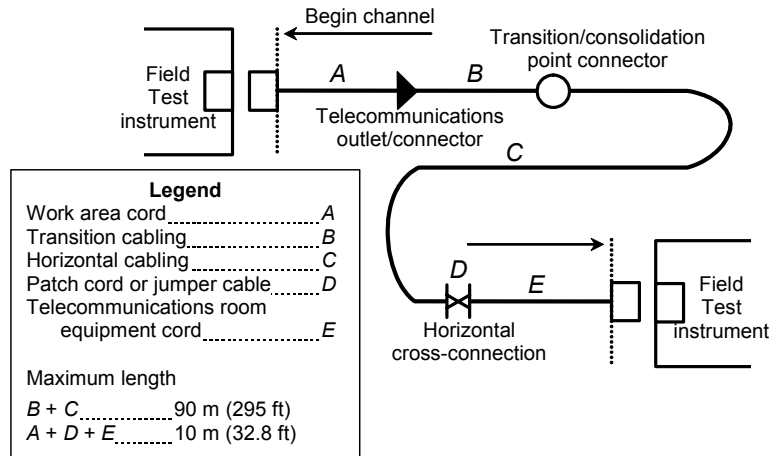 Begin channel
Transition/consolidation
point connector
Field
Test
instrument
A
B
Telecommunications
outlet/connector
C
Legend
Work area cord A
Transition cabling B
Horizontal cabling C
Patch cord or jumper cable D
Telecommunications room
equipment cord E
Maximum length
B + C 90 m (295 ft)
A + D + E 10 m (32.8 ft)
D
E
Horizontal
cross-connection
Field
Test
instrument